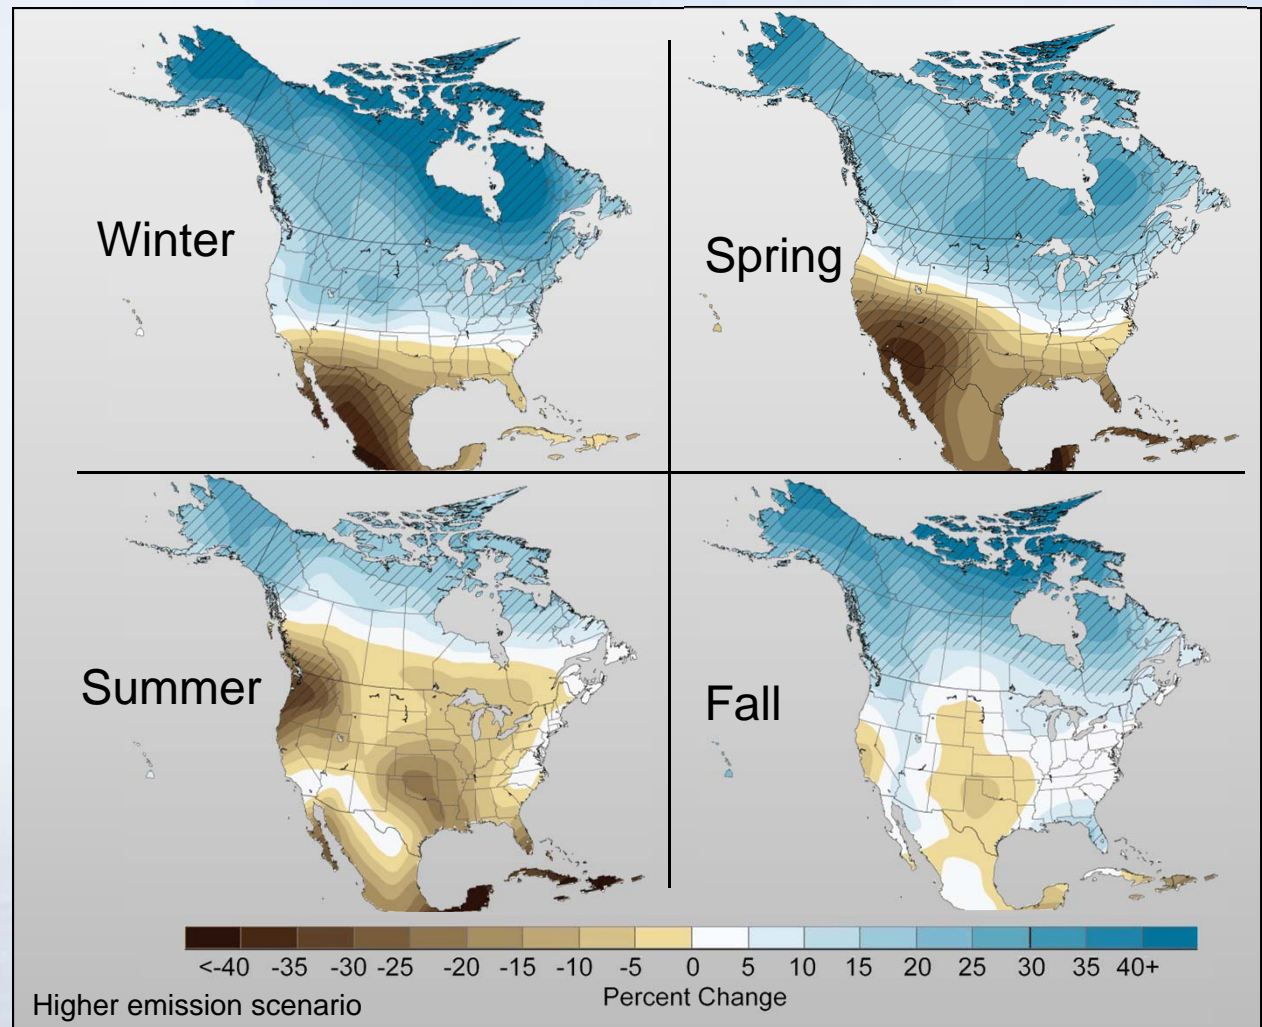 Winter
Spring
Summer
Fall
<-40 -35 -30 -25 -20 -15 -10 -5 0 5 10 15 20 25 30 35 40+
Percent Change
Higher emission scenario